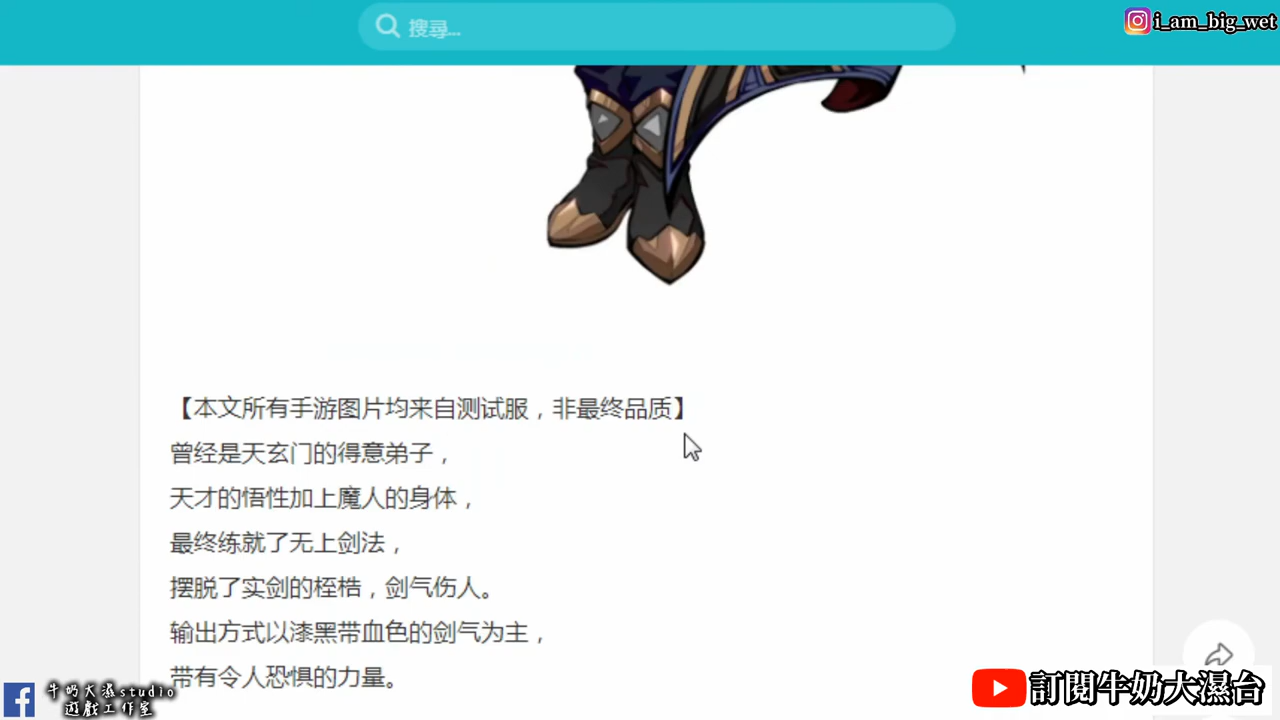 搜尋...
i_am_big_wet
【本文所有手游图片均来自测试服，非最终品质】
曾经是天玄门的得意弟子，
天才的悟性加上魔人的身体，
最终练就了无上剑法，
摆脱了实剑的桎梏，剑气伤人。
输出方式以漆黑带血色的剑气为主，
带有令人恐惧的力量。
牛奶大濕studio
遊戲工作室
訂閱牛奶大濕台